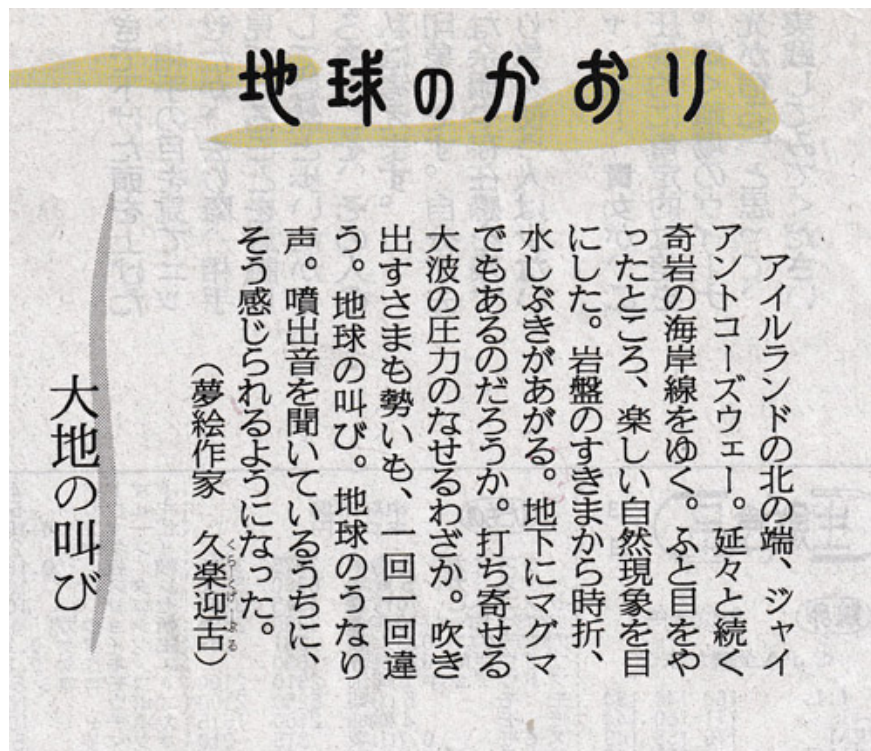 地球のかおり
アイルランドの北の端、ジャイ
アントコーズウェー。延々と続く
奇岩の海岸線をゆく。ふと目をや
ったところ、楽しい自然現象を目
にした。岩盤のすきまから時折、
水しぶきがあがる。地下にマグマ
でもあるのだろうか。打ち寄せる
大波の圧力のなせるわざか。吹き
出すさまも勢いも、一回一回違
う。地球の叫び。地球のうなり
声。噴出音を聞いているうちに、
そう感じられるようになった。
（夢絵作家　久楽迎古）
大地の叫び